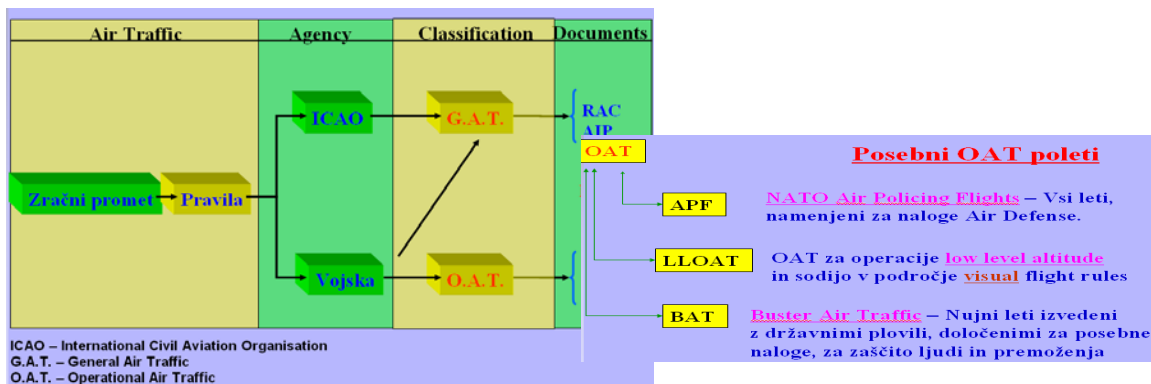 Air Traffic
Agency
Classification
Documents
ICAO
G.A.T.
RAC
AIP
Zračni promet
Pravila
Vojska
O.A.T.
ICAO – International Civil Aviation Organisation
G.A.T. – General Air Traffic
O.A.T. – Operational Air Traffic
OAT
Posebni OAT poleti
APF
NATO Air Policing Flights – Vsi leti,
namenjeni za naloge Air Defense.
LLOAT
OAT za operacije low level altitude
in sodijo v področje visual flight rules
BAT
Buster Air Traffic – Nujni leti izvedeni
z državnimi plovili, določenimi za posebne
naloge, za zaščito ljudi in premoženja